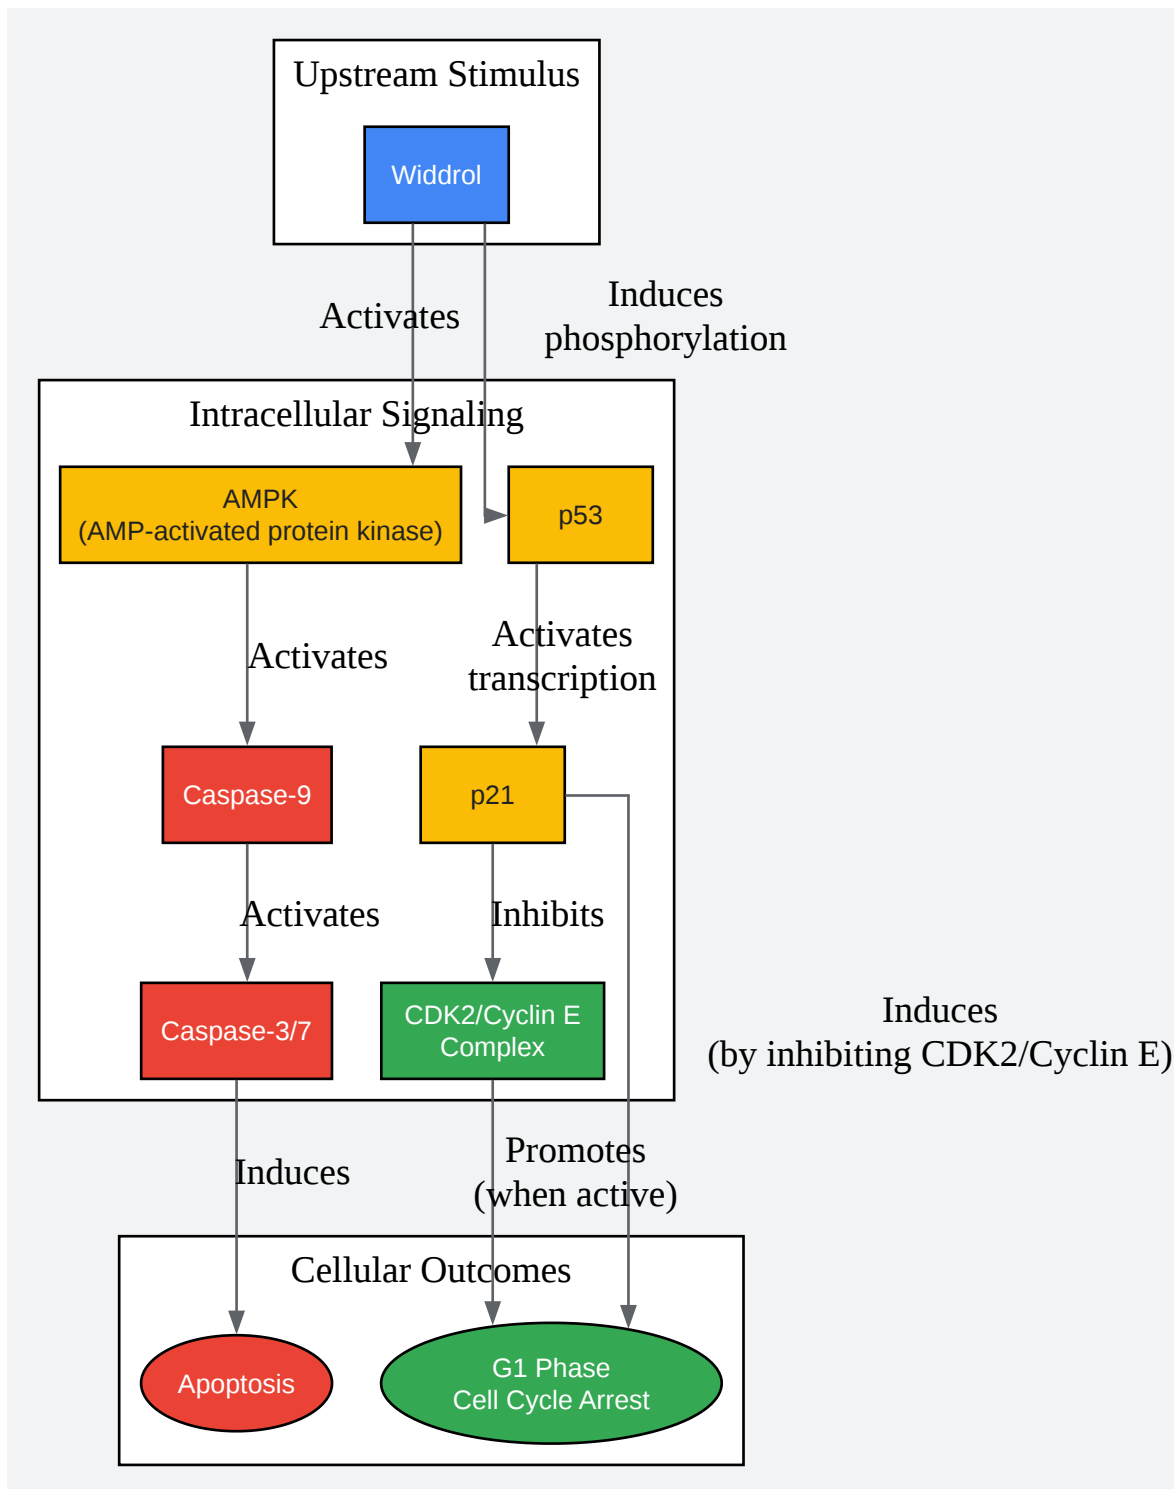 Upstream Stimulus
Widdrol
Activates
Induces
phosphorylation
Intracellular Signaling
AMPK
(AMP-activated protein kinase)
p53
Activates
Activates
transcription
Caspase-9
p21
Activates
Inhibits
Caspase-3/7
CDK2/Cyclin E
Complex
Induces
(by inhibiting CDK2/Cyclin E)
Induces
Promotes
(when active)
Cellular Outcomes
Apoptosis
G1 Phase
Cell Cycle Arrest